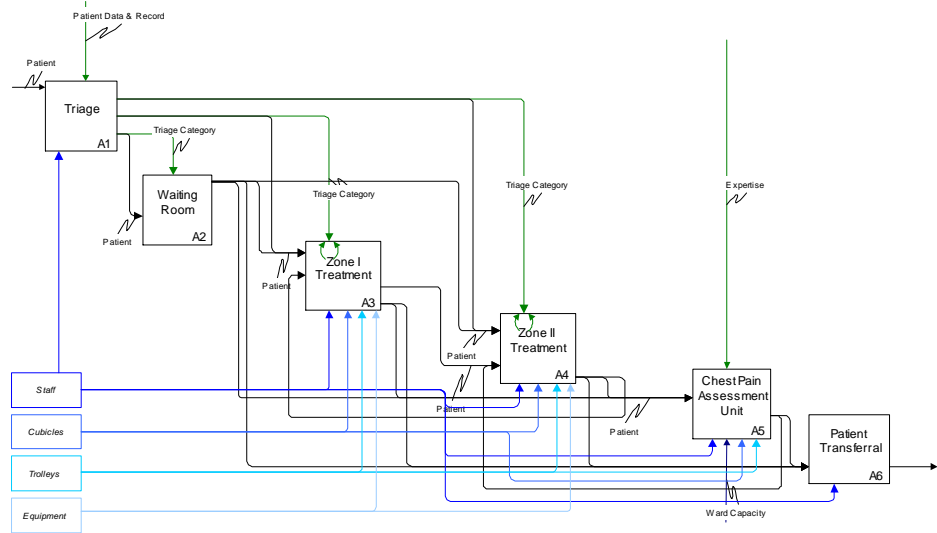 Patient Data & Record
Patient
Triage
A1
Triage Category
Waiting
Room
A2
Patient
Triage Category
Triage Category
Expertise
Zone I
Treatment
A3
Patient
Zone II
Treatment
A4
Patient
Patient
Patient
Chest Pain
Assessment
Unit
A5
Patient
Patient
Transferral
A6
Staff
Cubicles
Trolleys
Equipment
Ward Capacity